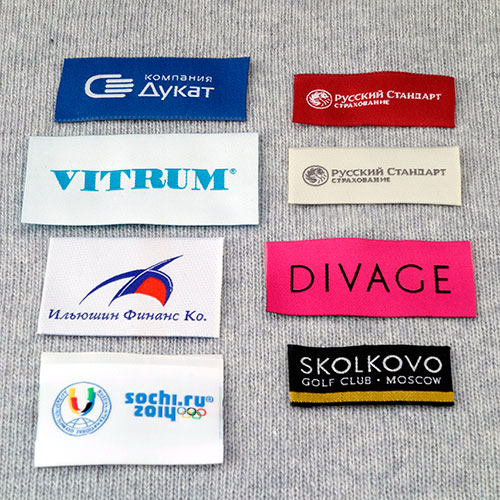 КОМПАНИЯ
Дукат
VITRUM®
Ильюшин Финанс Ко.
sochi.ru®
2014
Русский Стандарт
СТРАХОВАНИЕ
Русский Стандарт
СТРАХОВАНИЕ
DIVAGE
SKOLKOVO
GOLF CLUB · MOSCOW